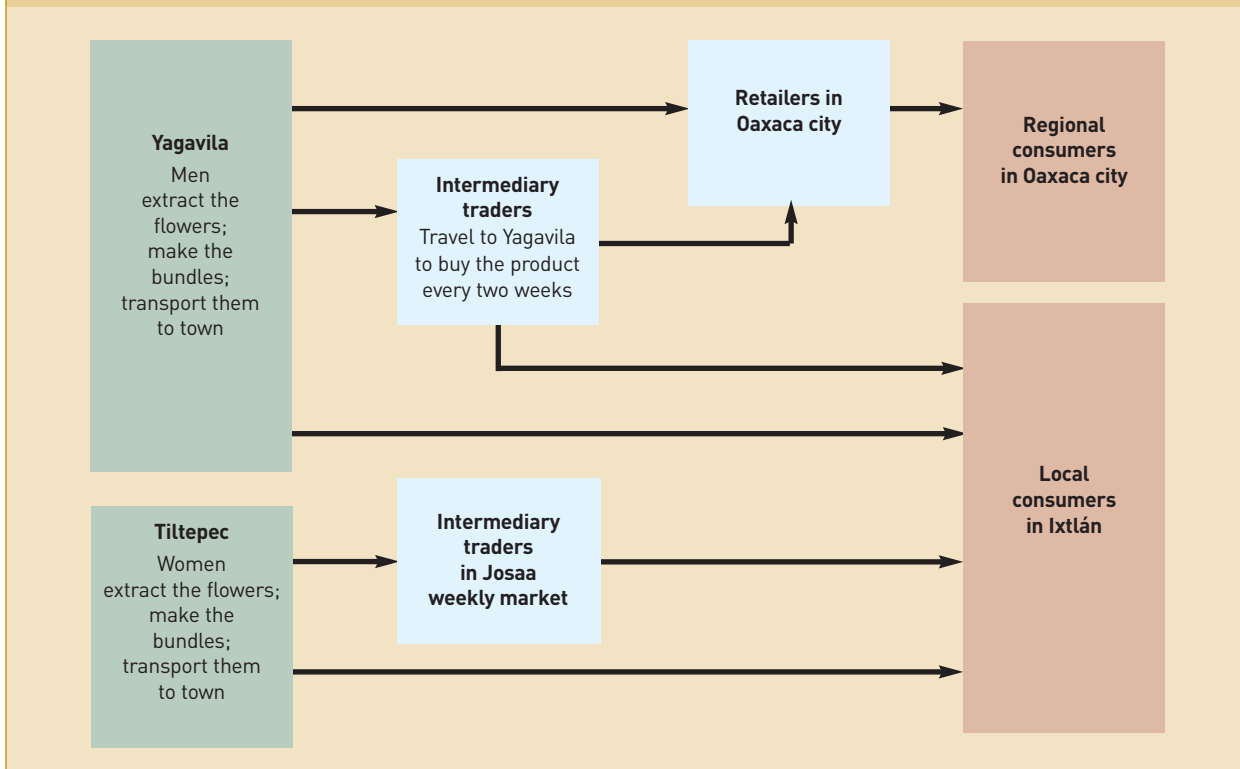 Yagavila
Men
extract the
flowers;
make the
bundles;
transport them
to town
Intermediary
traders
Travel to Yagavila
to buy the product
every two weeks
Retailers in
Oaxaca city
Regional
consumers
in Oaxaca city
Tiltepec
Women
extract the flowers;
make the
bundles;
transport them
to town
Intermediary
traders
in Josaa
weekly market
Local
consumers
in Ixtlán